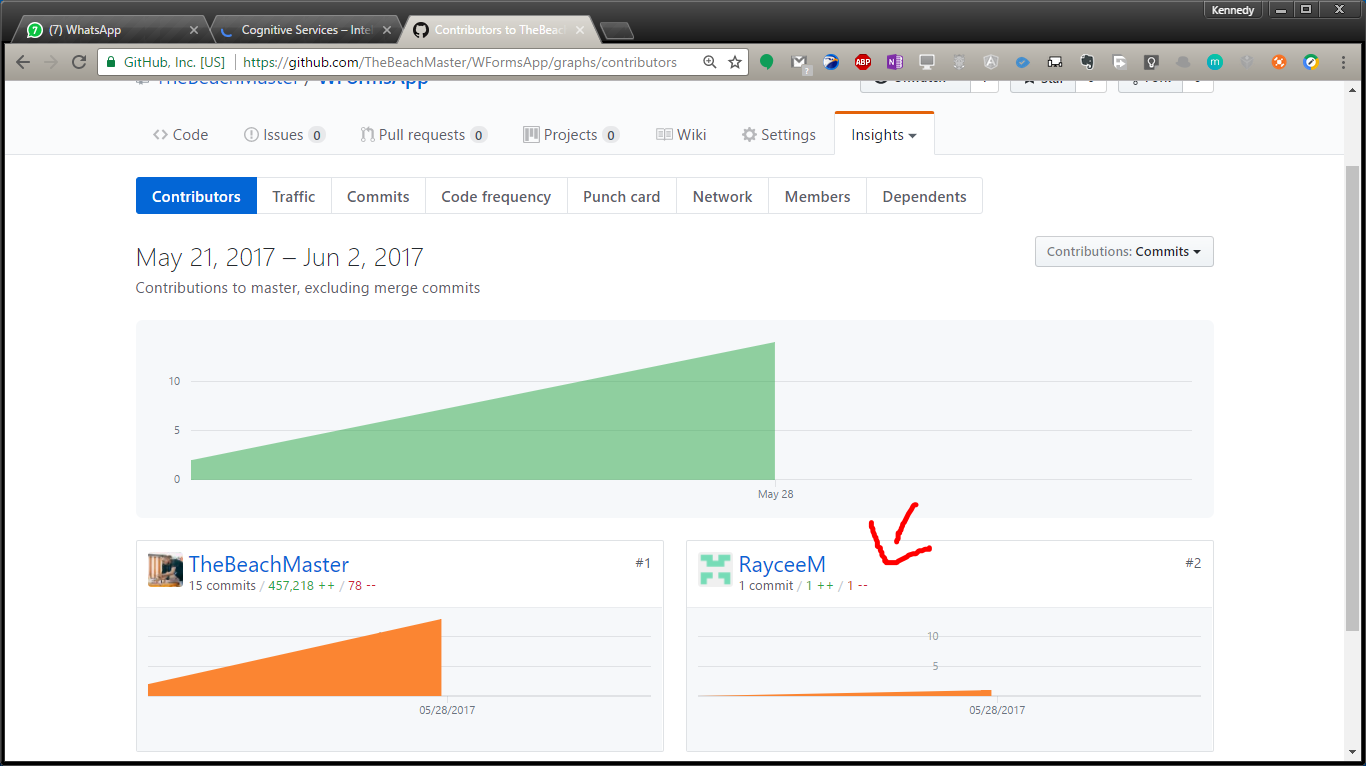 Kennedy
(7) WhatsApp
Cognitive Services – Inte
Contributors to TheBeach
GitHub, Inc. [US]
https://github.com/TheBeachMaster/WFormsApp/graphs/contributors
TheBeachMaster / WFormsApp
Code
Issues 0
Pull requests 0
Projects 0
Wiki
Settings
Insights
Contributors
Traffic
Commits
Code frequency
Punch card
Network
Members
Dependents
May 21, 2017 – Jun 2, 2017
Contributions: Commits
Contributions to master, excluding merge commits
10
5
0
May 28
TheBeachMaster
#1
15 commits / 457,218 ++ / 78 --
05/28/2017
RayceeM
#2
1 commit / 1 ++ / 1 --
10
5
05/28/2017